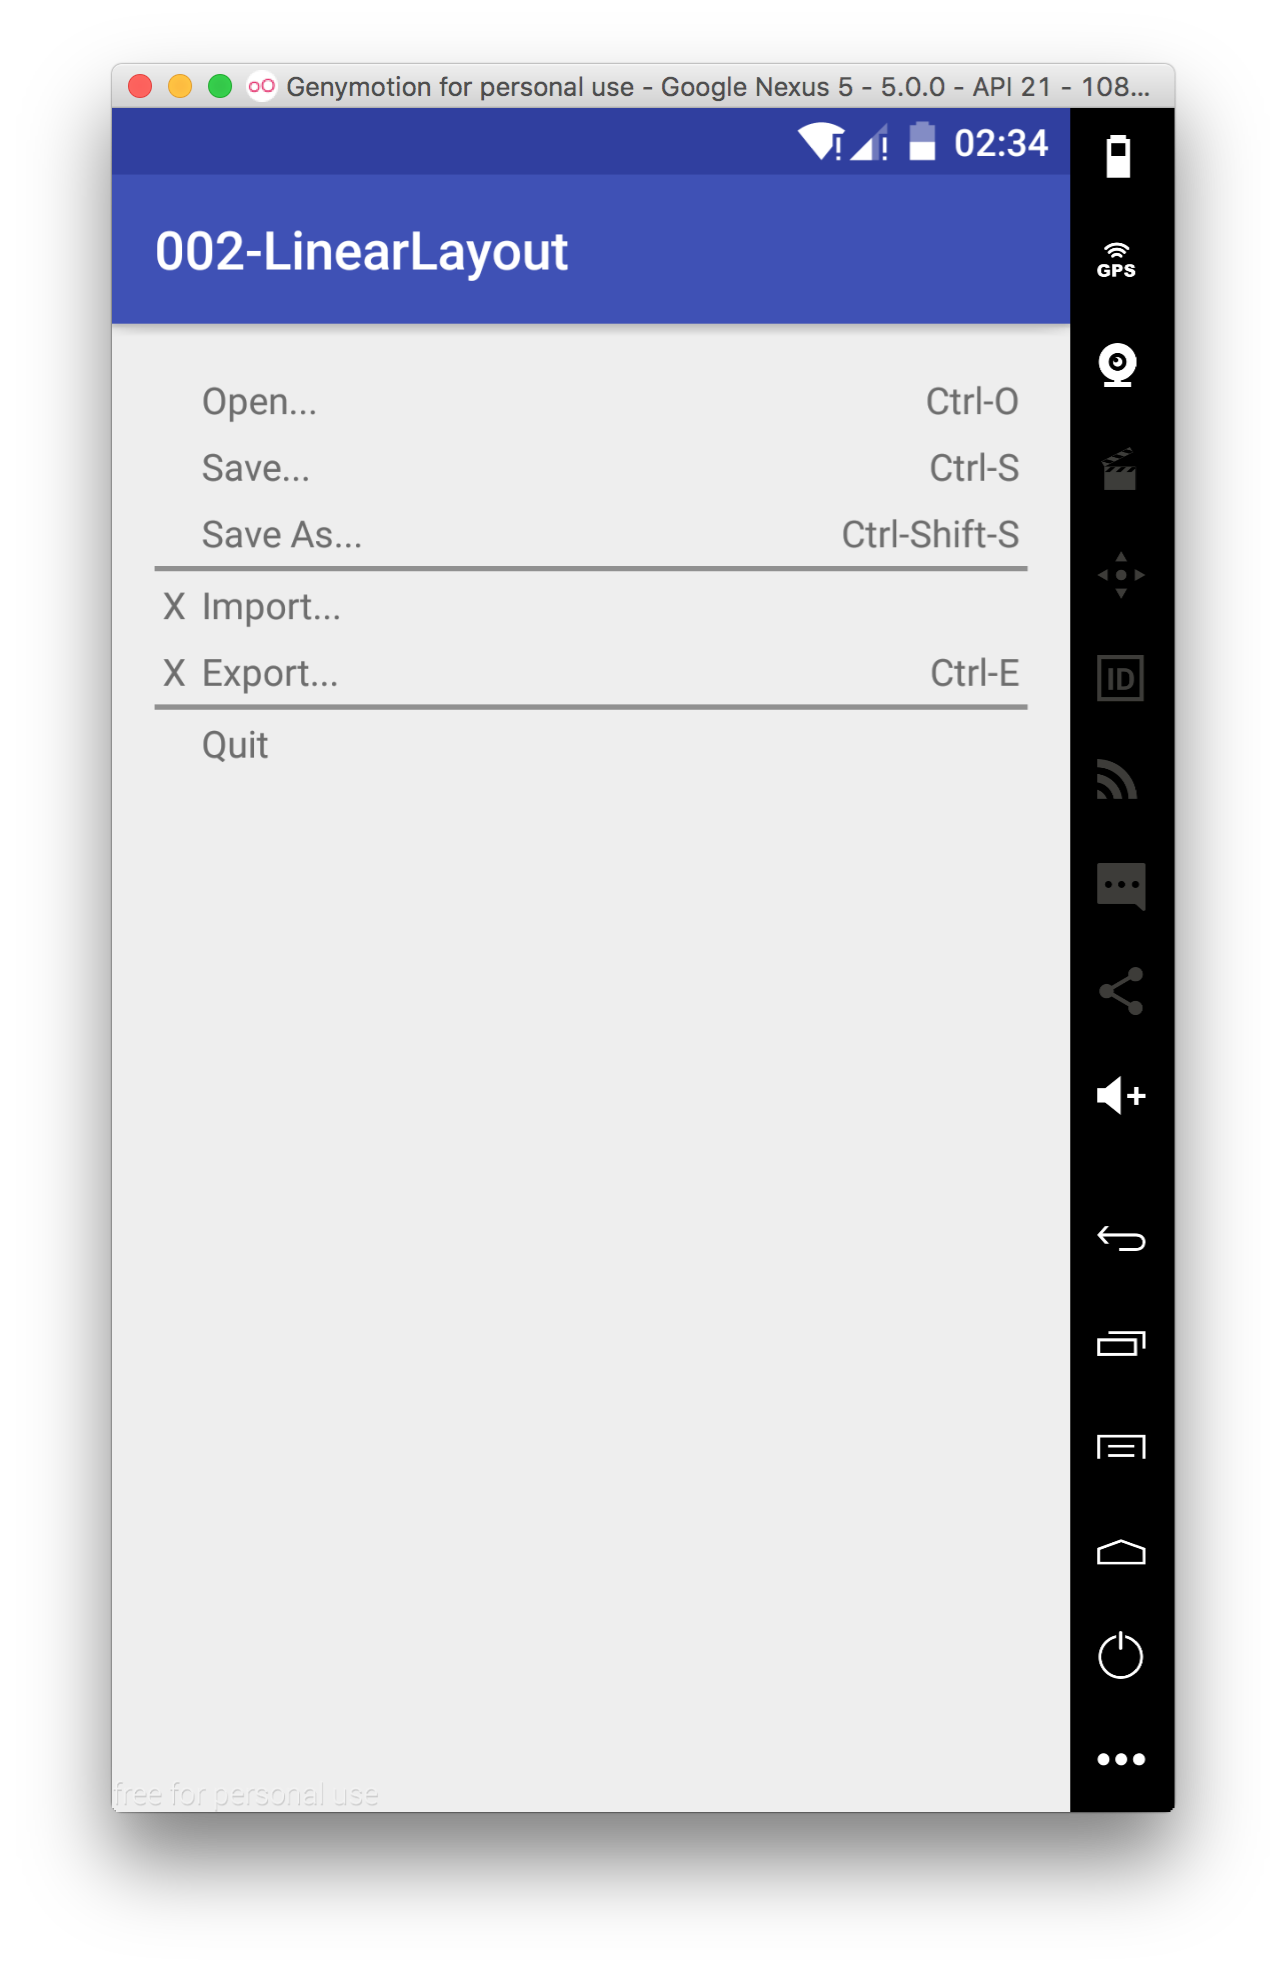 Genymotion for personal use - Google Nexus 5 - 5.0.0 - API 21 - 108...
02:34
002-LinearLayout
GPS
Open... Ctrl-O
Save... Ctrl-S
Save As... Ctrl-Shift-S
X Import...
X Export... Ctrl-E
ID
Quit
free for personal use